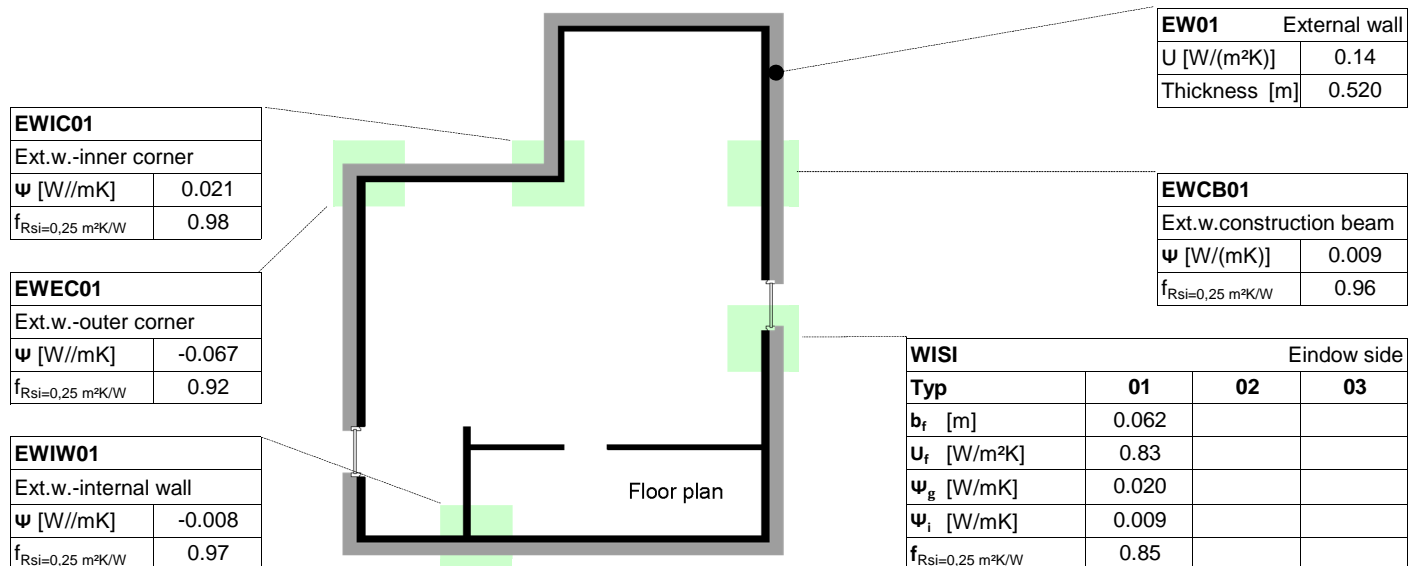 EW01 External wall
U [W/(m²K)] 0.14
Thickness [m] 0.520
EWIC01
Ext.w.-inner corner
Ψ [W//mK] 0.021
fRsi=0,25 m²K/W 0.98
EWCB01
Ext.w.construction beam
Ψ [W/(mK)] 0.009
fRsi=0,25 m²K/W 0.96
EWEC01
Ext.w.-outer corner
Ψ [W//mK] -0.067
fRsi=0,25 m²K/W 0.92
WISI Eindow side
Typ 01 02 03
bf [m] 0.062
Uf [W/m²K] 0.83
Ψg [W/mK] 0.020
Ψi [W/mK] 0.009
fRsi=0,25 m²K/W 0.85
EWIW01
Ext.w.-internal wall
Ψ [W//mK] -0.008
fRsi=0,25 m²K/W 0.97
Floor plan